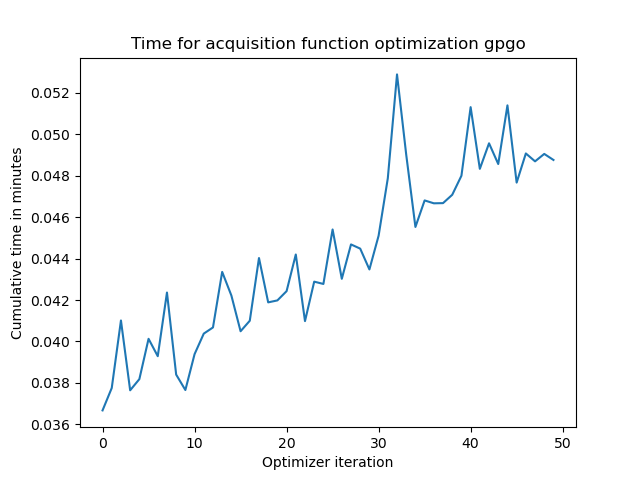 Time for acquisition function optimization gpgo
Cumulative time in minutes
0.052
0.050
0.048
0.046
0.044
0.042
0.040
0.038
0.036
0 10 20 30 40 50
Optimizer iteration